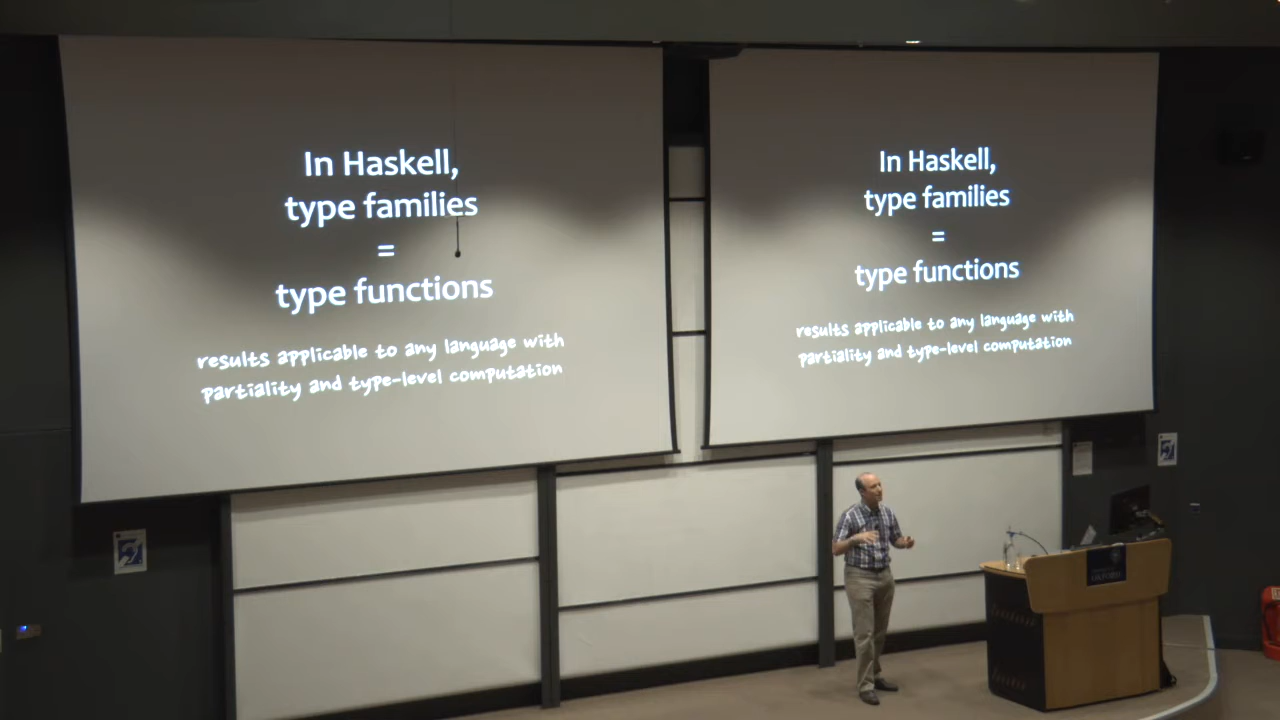 In Haskell,
type families
=
type functions
results applicable to any language with
partiality and type-level computation
In Haskell,
type families
=
type functions
results applicable to any language with
partiality and type-level computation
OXFORD